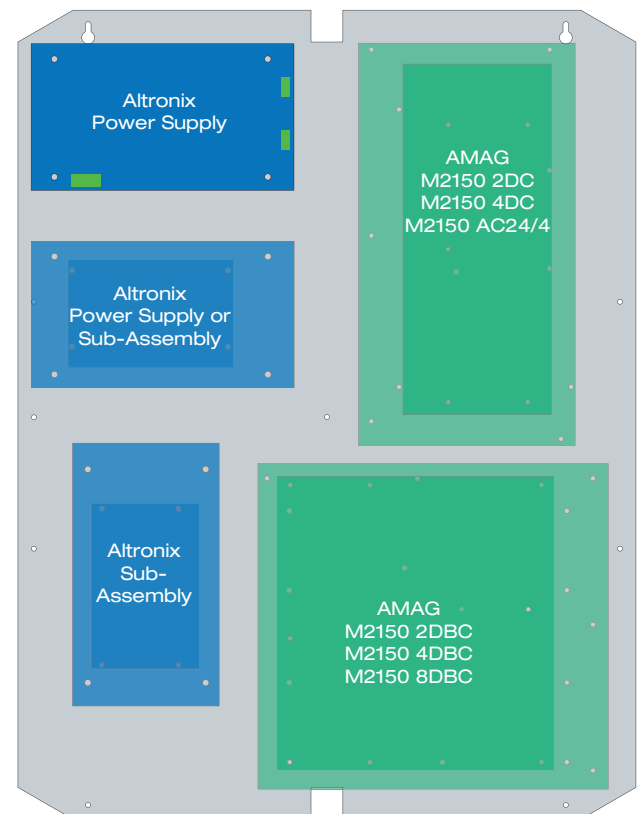 Altronix
Power Supply
AMAG
M2150 2DC
M2150 4DC
M2150 AC24/4
Altronix
Power Supply or
Sub-Assembly
Altronix
Sub-
Assembly
AMAG
M2150 2DBC
M2150 4DBC
M2150 8DBC